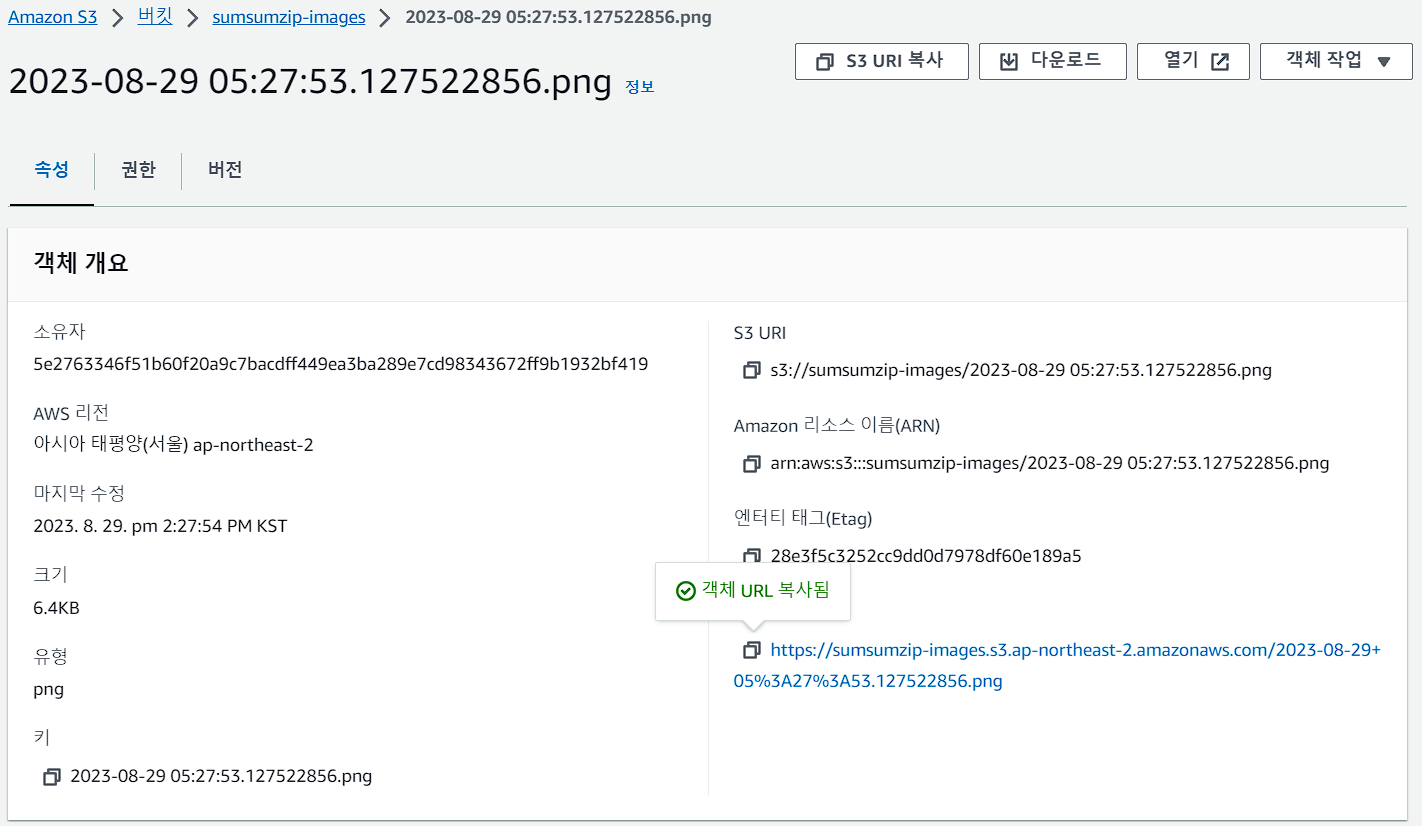 Amazon S3 > 버킷 > sumsumzip-images > 2023-08-29 05:27:53.127522856.png
2023-08-29 05:27:53.127522856.png 정보
S3 URI 복사 다운로드 열기 객체 작업
속성 권한 버전
객체 개요
소유자
5e2763346f51b60f20a9c7bacdff449ea3ba289e7cd98343672ff9b1932bf419
AWS 리전
아시아 태평양(서울) ap-northeast-2
마지막 수정
2023. 8. 29. pm 2:27:54 PM KST
크기
6.4KB
유형
png
키
2023-08-29 05:27:53.127522856.png
S3 URI
s3://sumsumzip-images/2023-08-29 05:27:53.127522856.png
Amazon 리소스 이름(ARN)
arn:aws:s3:::sumsumzip-images/2023-08-29 05:27:53.127522856.png
엔터티 태그(Etag)
28e3f5c3252cc9dd0d7978df60e189a5
객체 URL 복사됨
https://sumsumzip-images.s3.ap-northeast-2.amazonaws.com/2023-08-29+
05%3A27%3A53.127522856.png